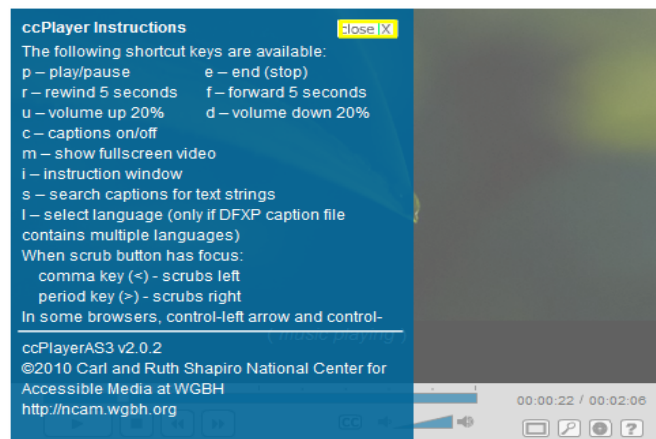 ccPlayer Instructions close X
The following shortcut keys are available:
p – play/pause e – end (stop)
r – rewind 5 seconds f – forward 5 seconds
u – volume up 20% d – volume down 20%
c – captions on/off
m – show fullscreen video
i – instruction window
s – search captions for text strings
l – select language (only if DFXP caption file
contains multiple languages)
When scrub button has focus:
comma key (<) - scrubs left
period key (>) - scrubs right
In some browsers, control-left arrow and control-
( music playing )
ccPlayerAS3 v2.0.2
©2010 Carl and Ruth Shapiro National Center for
Accessible Media at WGBH
http://ncam.wgbh.org
00:00:22 / 00:02:06
CC ?